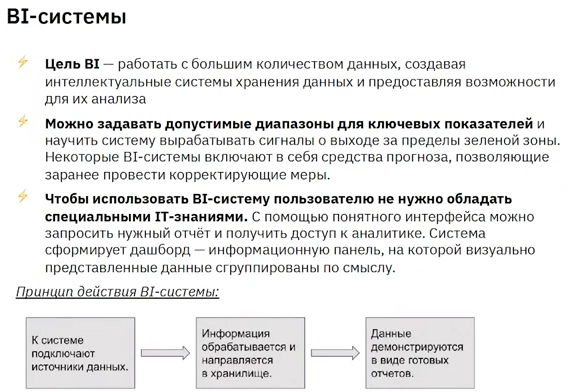 BI-системы
Цель BI — работать с большим количеством данных, создавая
интеллектуальные системы хранения данных и предоставляя возможности
для их анализа
Можно задавать допустимые диапазоны для ключевых показателей и
научить систему вырабатывать сигналы о выходе за пределы зеленой зоны.
Некоторые BI-системы включают в себя средства прогноза, позволяющие
заранее провести корректирующие меры.
Чтобы использовать BI-систему пользователю не нужно обладать
специальными IT-знаниями. С помощью понятного интерфейса можно
запросить нужный отчёт и получить доступ к аналитике. Система
сформирует дашборд — информационную панель, на которой визуально
представленные данные сгруппированы по смыслу.
Принцип действия BI-системы:
К системе
подключают
источники данных.
Информация
обрабатывается и
направляется
в хранилище.
Данные
демонстрируются
в виде готовых
отчетов.